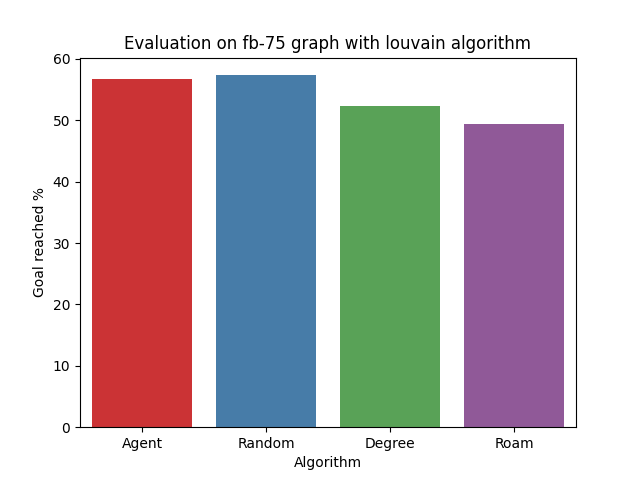 Evaluation on fb-75 graph with louvain algorithm
60
50
40
30
20
10
0
Goal reached %
Agent Random Degree Roam
Algorithm